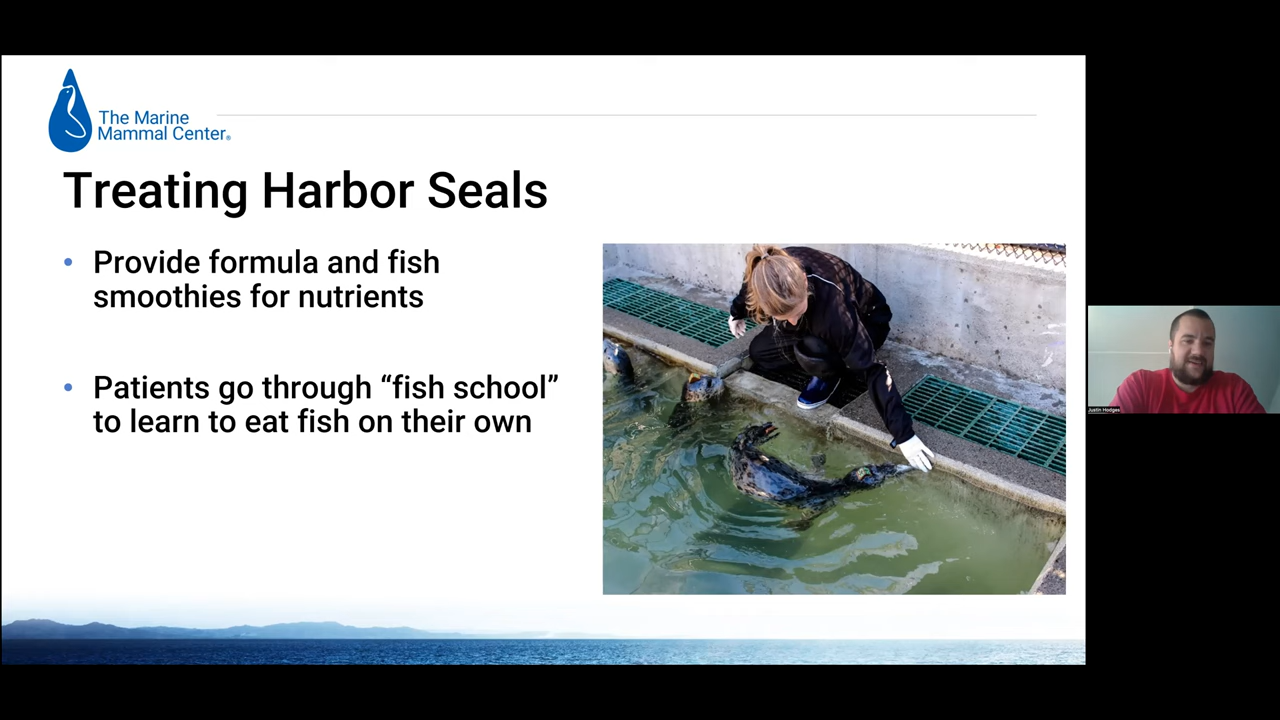 The Marine
Mammal Center®
Treating Harbor Seals
• Provide formula and fish
smoothies for nutrients
• Patients go through “fish school”
to learn to eat fish on their own
Justin Hodges